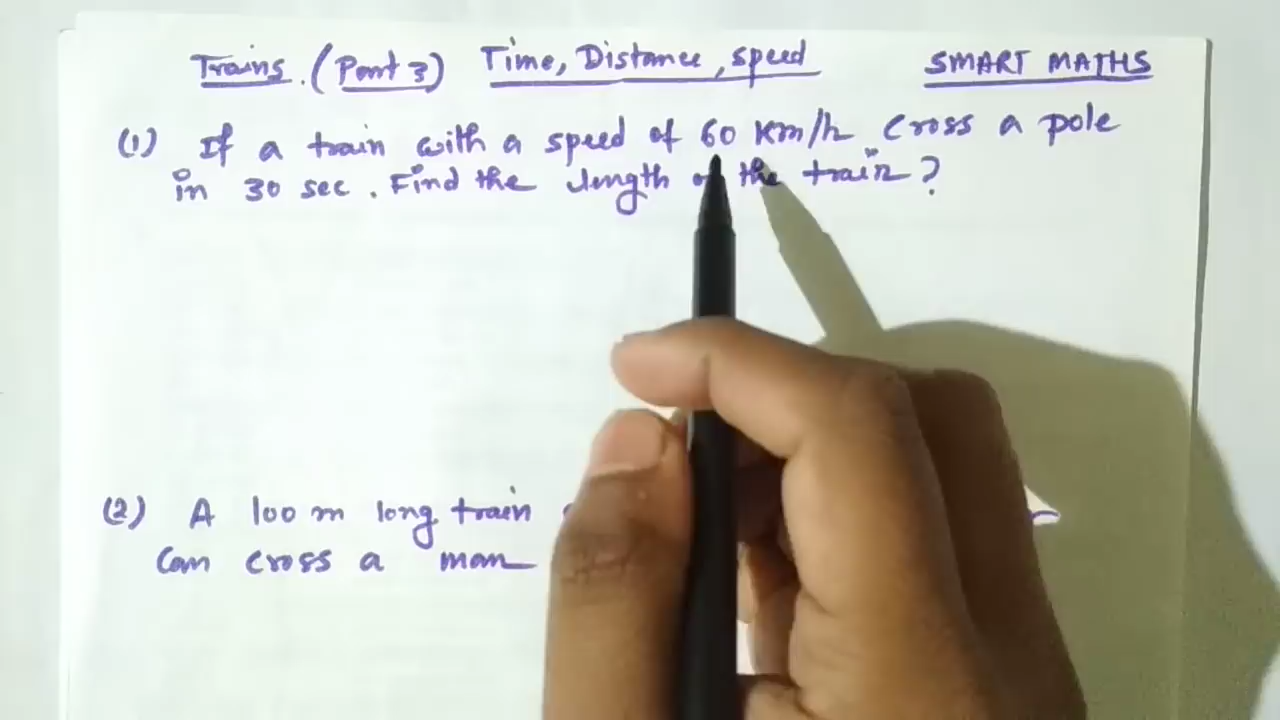 Trains. (Part 3) Time, Distance, speed SMART MATHS
(1) If a train with a speed of 60 Km/h cross a pole
in 30 sec. Find the length the train?
(2) A 100 m long train
Can cross a man